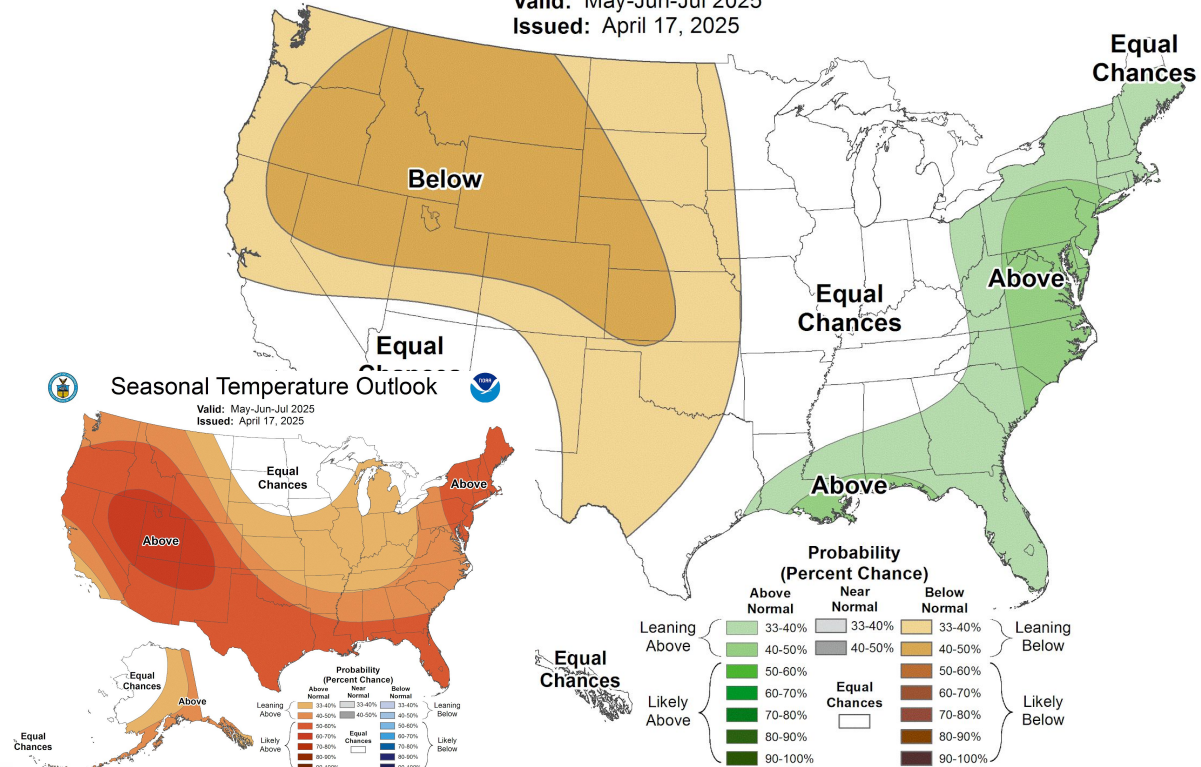 Valid: May-Jun-Jul 2025
Issued: April 17, 2025
Equal
Chances
Below
Above
Equal
Chances
Equal
Chances
Above
Seasonal Temperature Outlook
NOAA
Valid: May-Jun-Jul 2025
Issued: April 17, 2025
Equal
Chances
Above
Above
Equal
Chances
Above
Equal
Chances
Probability
(Percent Chance)
Above
Normal
Near
Normal
Below
Normal
Leaning
Above
33-40%
33-40%
33-40%
Leaning
Below
40-50%
40-50%
40-50%
50-60%
50-60%
Likely
Above
60-70%
Equal
Chances
60-70%
Likely
Below
70-80%
70-80%
80-90%
80-90%
90-100%
90-100%
Equal
Chances
Probability
(Percent Chance)
Above
Normal
Near
Normal
Below
Normal
Leaning
Above
33-40%
33-40%
33-40%
Leaning
Below
40-50%
40-50%
40-50%
50-60%
50-60%
Likely
Above
60-70%
Equal
Chances
60-70%
Likely
Below
70-80%
70-80%
80-90%
80-90%
90-100%
90-100%